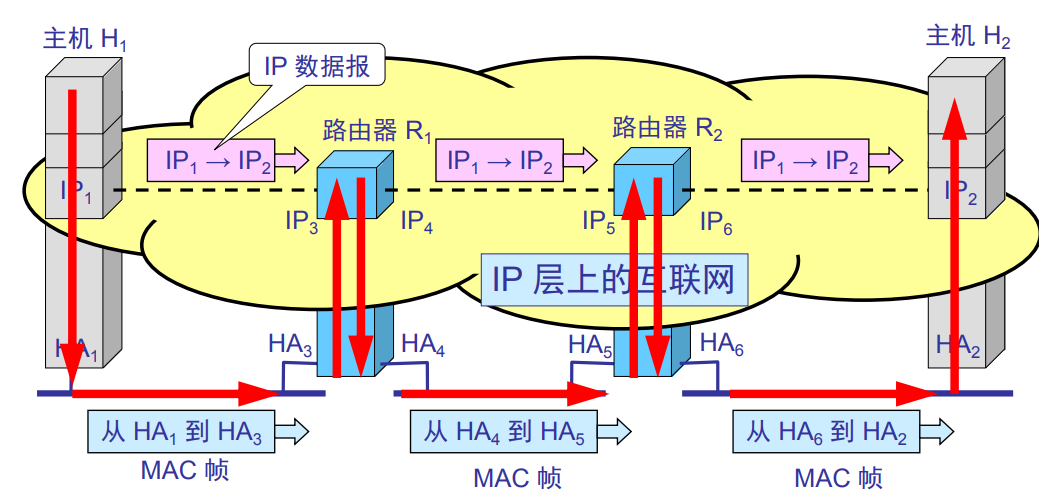 主机 H₁
主机 H₂
IP 数据报
路由器 R₁
路由器 R₂
IP₁ → IP₂
IP₁ → IP₂
IP₁ → IP₂
IP₁
IP₂
IP₃
IP₄
IP₅
IP₆
IP 层上的互联网
HA₁
HA₃
HA₄
HA₅
HA₆
HA₂
从 HA₁ 到 HA₃
从 HA₄ 到 HA₅
从 HA₆ 到 HA₂
MAC 帧
MAC 帧
MAC 帧